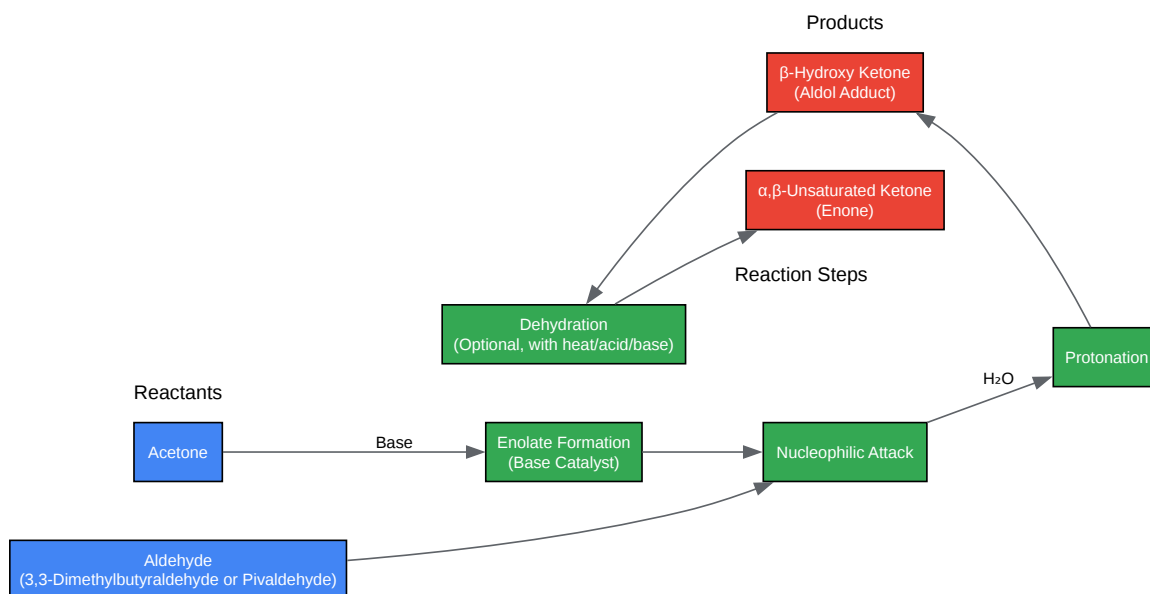 Products
β-Hydroxy Ketone
(Aldol Adduct)
α,β-Unsaturated Ketone
(Enone)
Reaction Steps
Dehydration
(Optional, with heat/acid/base)
Protonation
H₂O
Reactants
Acetone
Base
Enolate Formation
(Base Catalyst)
Nucleophilic Attack
Aldehyde
(3,3-Dimethylbutyraldehyde or Pivaldehyde)